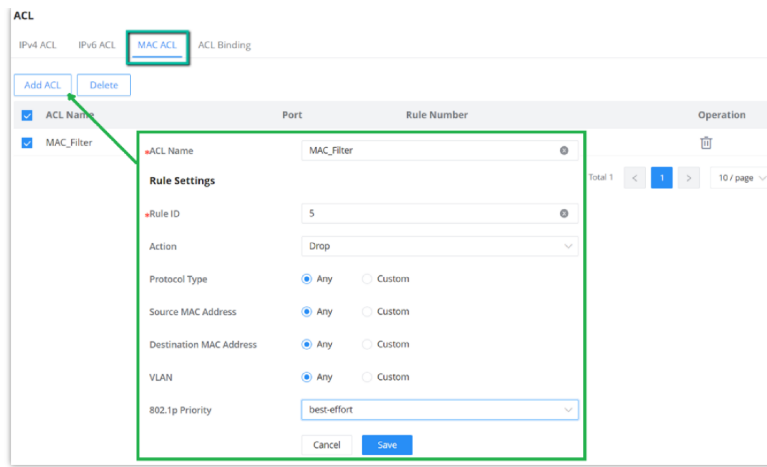 ACL
IPv4 ACL IPv6 ACL MAC ACL ACL Binding
Add ACL Delete
ACL Name Port Rule Number Operation
MAC_Filter
Total 1 < 1 > 10 / page
*ACL Name MAC_Filter
Rule Settings
*Rule ID 5
Action Drop
Protocol Type Any Custom
Source MAC Address Any Custom
Destination MAC Address Any Custom
VLAN Any Custom
802.1p Priority best-effort
Cancel Save